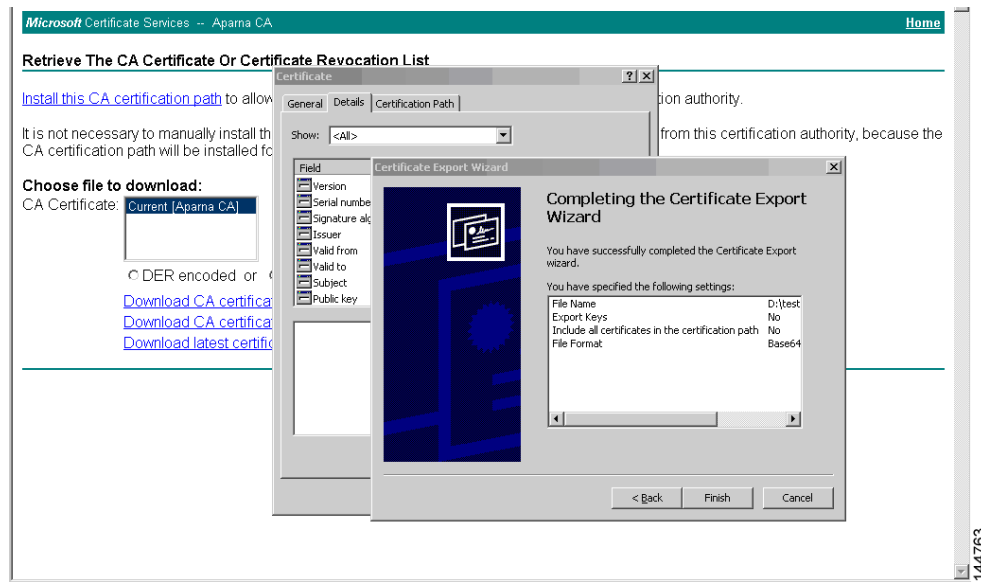 Microsoft Certificate Services -- Aparna CA Home
Retrieve The CA Certificate Or Certificate Revocation List
Install this CA certification path to allow
tion authority.
It is not necessary to manually install th
from this certification authority, because the
CA certification path will be installed fo
Choose file to download:
CA Certificate: Current [Aparna CA]
DER encoded or
Download CA certifica
Download CA certifica
Download latest certific
Certificate
General Details Certification Path
Show: <All>
Field
Version
Serial numbe
Signature alg
Issuer
Valid from
Valid to
Subject
Public key
Certificate Export Wizard
Completing the Certificate Export
Wizard
You have successfully completed the Certificate Export
wizard.
You have specified the following settings:
File Name D:\test
Export Keys No
Include all certificates in the certification path No
File Format Base64
< Back Finish Cancel
144763